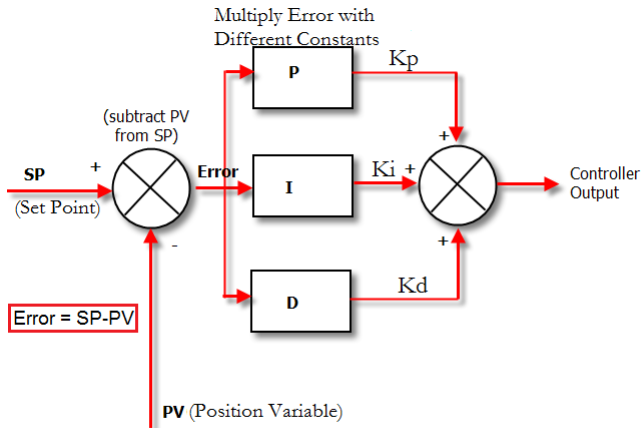 Multiply Error with
Different Constants
P
Kp
(subtract PV
from SP)
+
+
SP
Error
I
Ki
+
Controller
Output
(Set Point)
-
+
Error = SP-PV
D
Kd
PV (Position Variable)